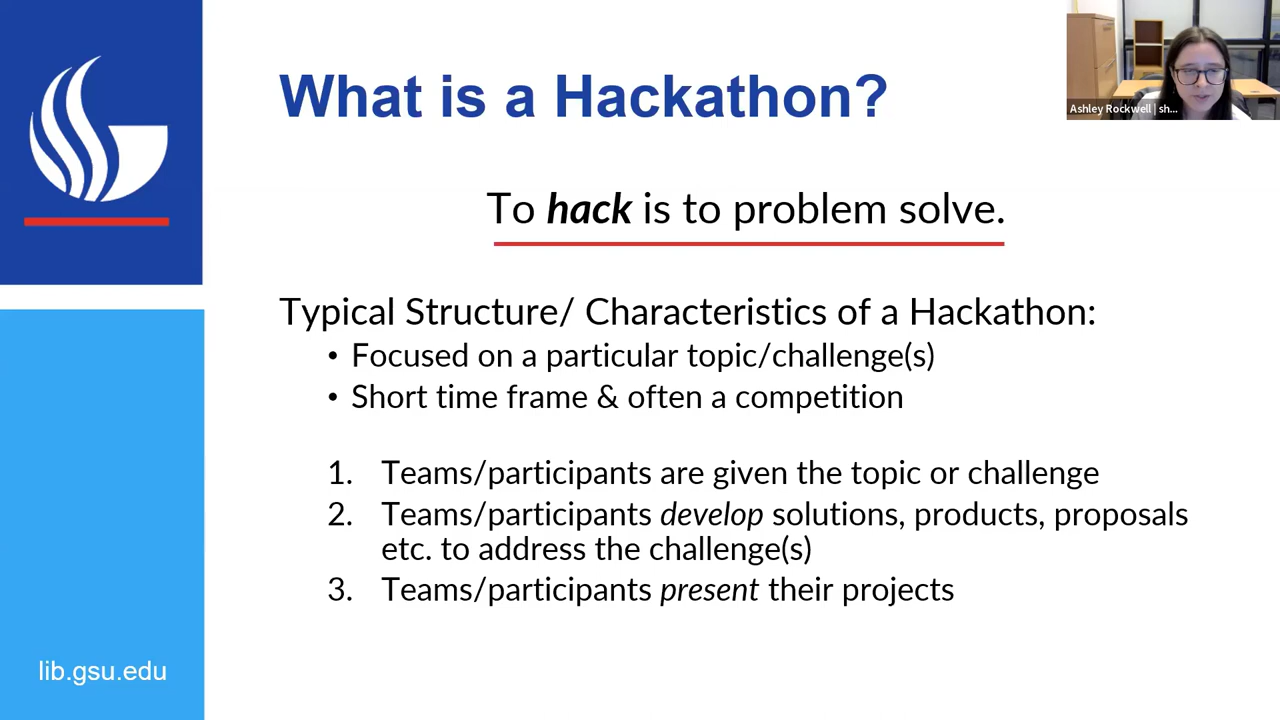 What is a Hackathon?
Ashley Rockwell | sh...
To hack is to problem solve.
Typical Structure/ Characteristics of a Hackathon:
• Focused on a particular topic/challenge(s)
• Short time frame & often a competition
1. Teams/participants are given the topic or challenge
2. Teams/participants develop solutions, products, proposals
etc. to address the challenge(s)
3. Teams/participants present their projects
lib.gsu.edu